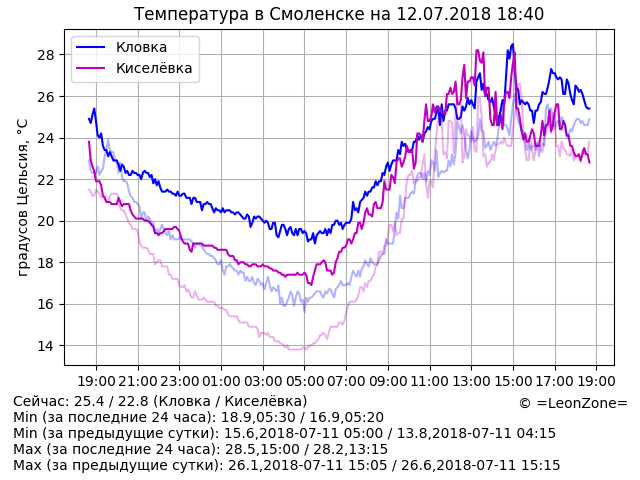 Температура в Смоленске на 12.07.2018 18:40
Кловка
Киселёвка
градусов Цельсия, °C
28
26
24
22
20
18
16
14
19:00 21:00 23:00 01:00 03:00 05:00 07:00 09:00 11:00 13:00 15:00 17:00 19:00
Сейчас: 25.4 / 22.8 (Кловка / Киселёвка)
© =LeonZone=
Min (за последние 24 часа): 18.9,05:30 / 16.9,05:20
Min (за предыдущие сутки): 15.6,2018-07-11 05:00 / 13.8,2018-07-11 04:15
Max (за последние 24 часа): 28.5,15:00 / 28.2,13:15
Max (за предыдущие сутки): 26.1,2018-07-11 15:05 / 26.6,2018-07-11 15:15